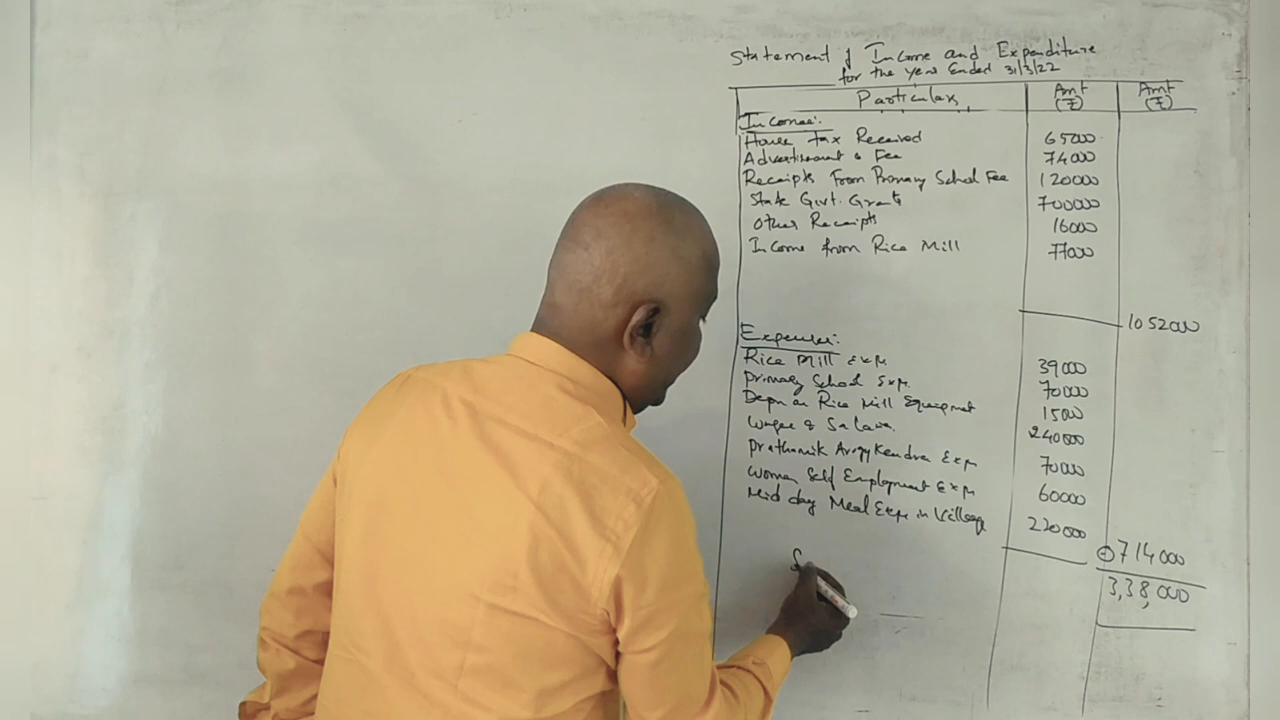 Statement of Income and Expenditure
for the year Ended 31/3/22
Particulars Amt (₹) Amt (₹)
Income:
House Tax Received 65000
Advertisement & Fee 74000
Receipts From Primary School Fee 120000
State Govt. Grants 700000
Other Receipts 16000
Income from Rice Mill 77000
1052000
Expenses:
Rice Mill Exp. 39000
Primary School Exp. 70000
Depn on Rice Mill Equipment 15000
Wages & Salaries 240000
Prathamik Arogy Kendra Exp 70000
Women Self Employment Exp 60000
Mid day Meal Exp in Village 220000
(-) 714000
3,38,000
S